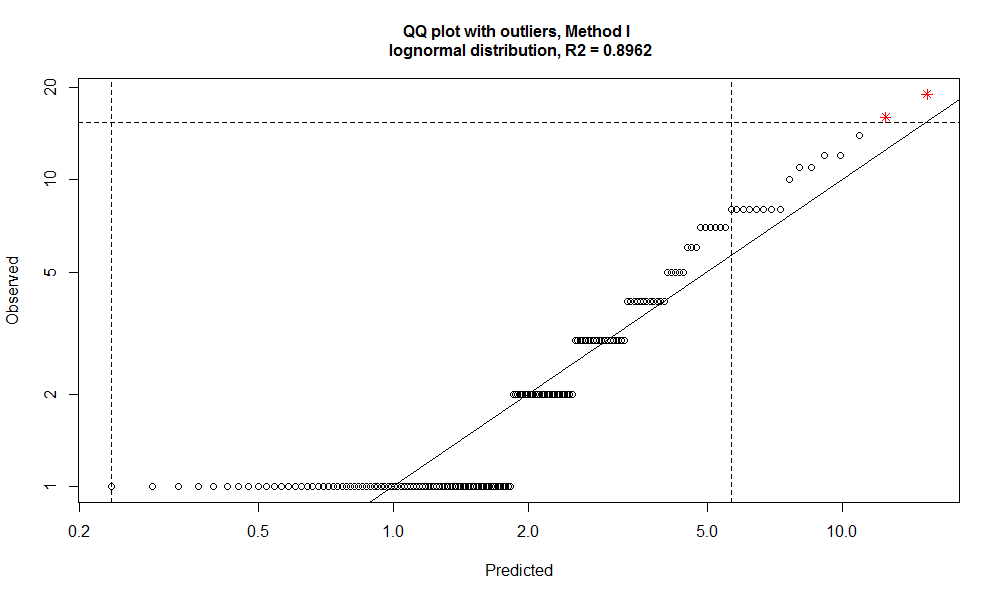 QQ plot with outliers, Method I
lognormal distribution, R2 = 0.8962
Observed
20
10
5
2
1
0.2 0.5 1.0 2.0 5.0 10.0
Predicted